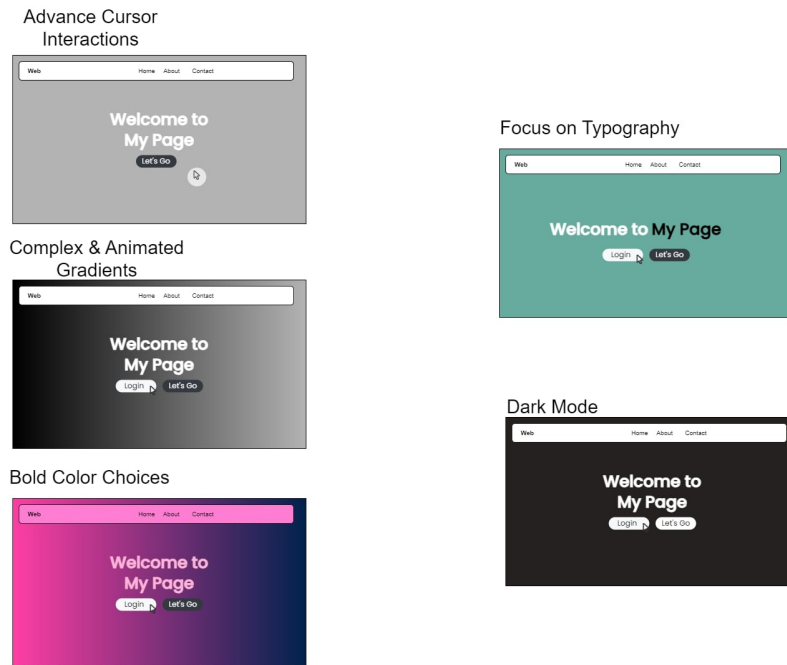 Advance Cursor
Interactions
Web Home About Contact
Welcome to
My Page
Let's Go
Complex & Animated
Gradients
Web Home About Contact
Welcome to
My Page
Login Let's Go
Bold Color Choices
Web Home About Contact
Welcome to
My Page
Login Let's Go
Focus on Typography
Web Home About Contact
Welcome to My Page
Login Let's Go
Dark Mode
Web Home About Contact
Welcome to
My Page
Login Let's Go